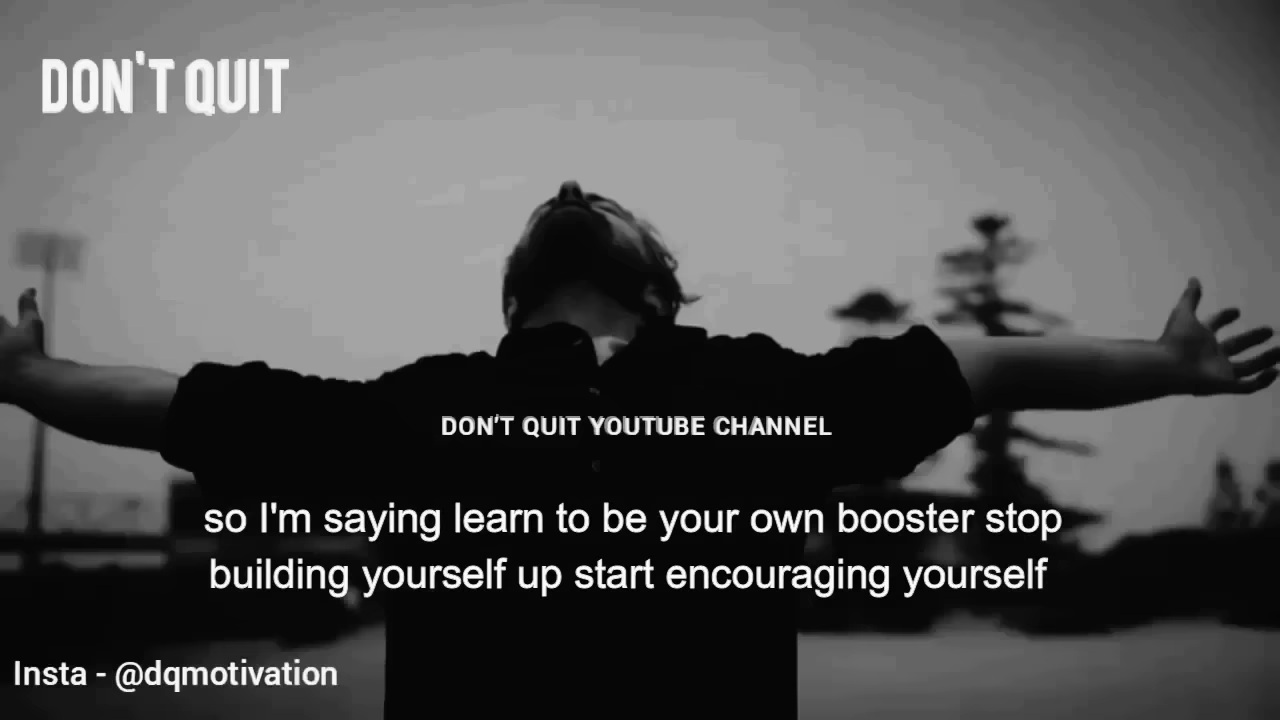 DON'T QUIT
DON'T QUIT YOUTUBE CHANNEL
so I'm saying learn to be your own booster stop
building yourself up start encouraging yourself
Insta - @dqmotivation